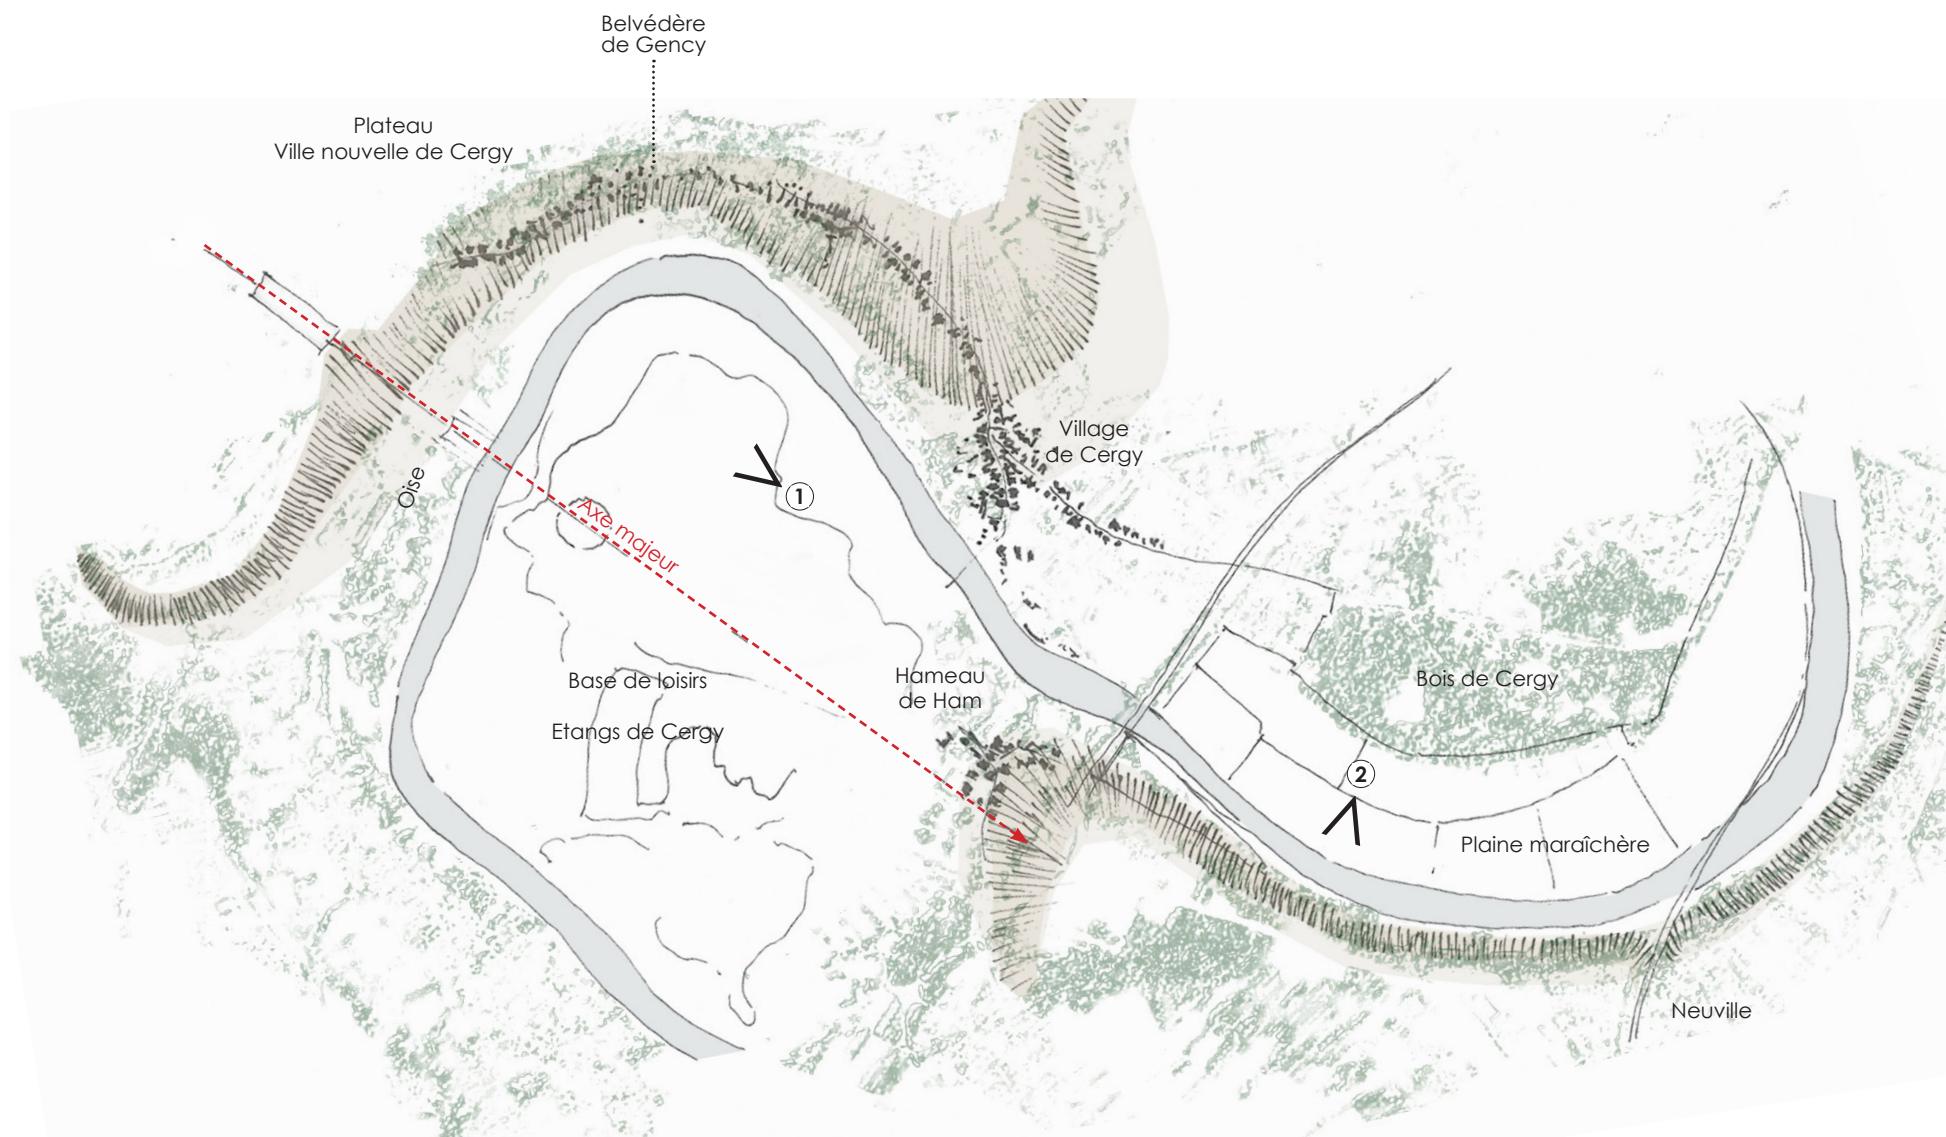 Belvédère
de Gency
Plateau
Ville nouvelle de Cergy
Village
de Cergy
Oise
1
Axe majeur
Hameau
de Ham
Base de loisirs
Etangs de Cergy
Bois de Cergy
2
Plaine maraîchère
Neuville